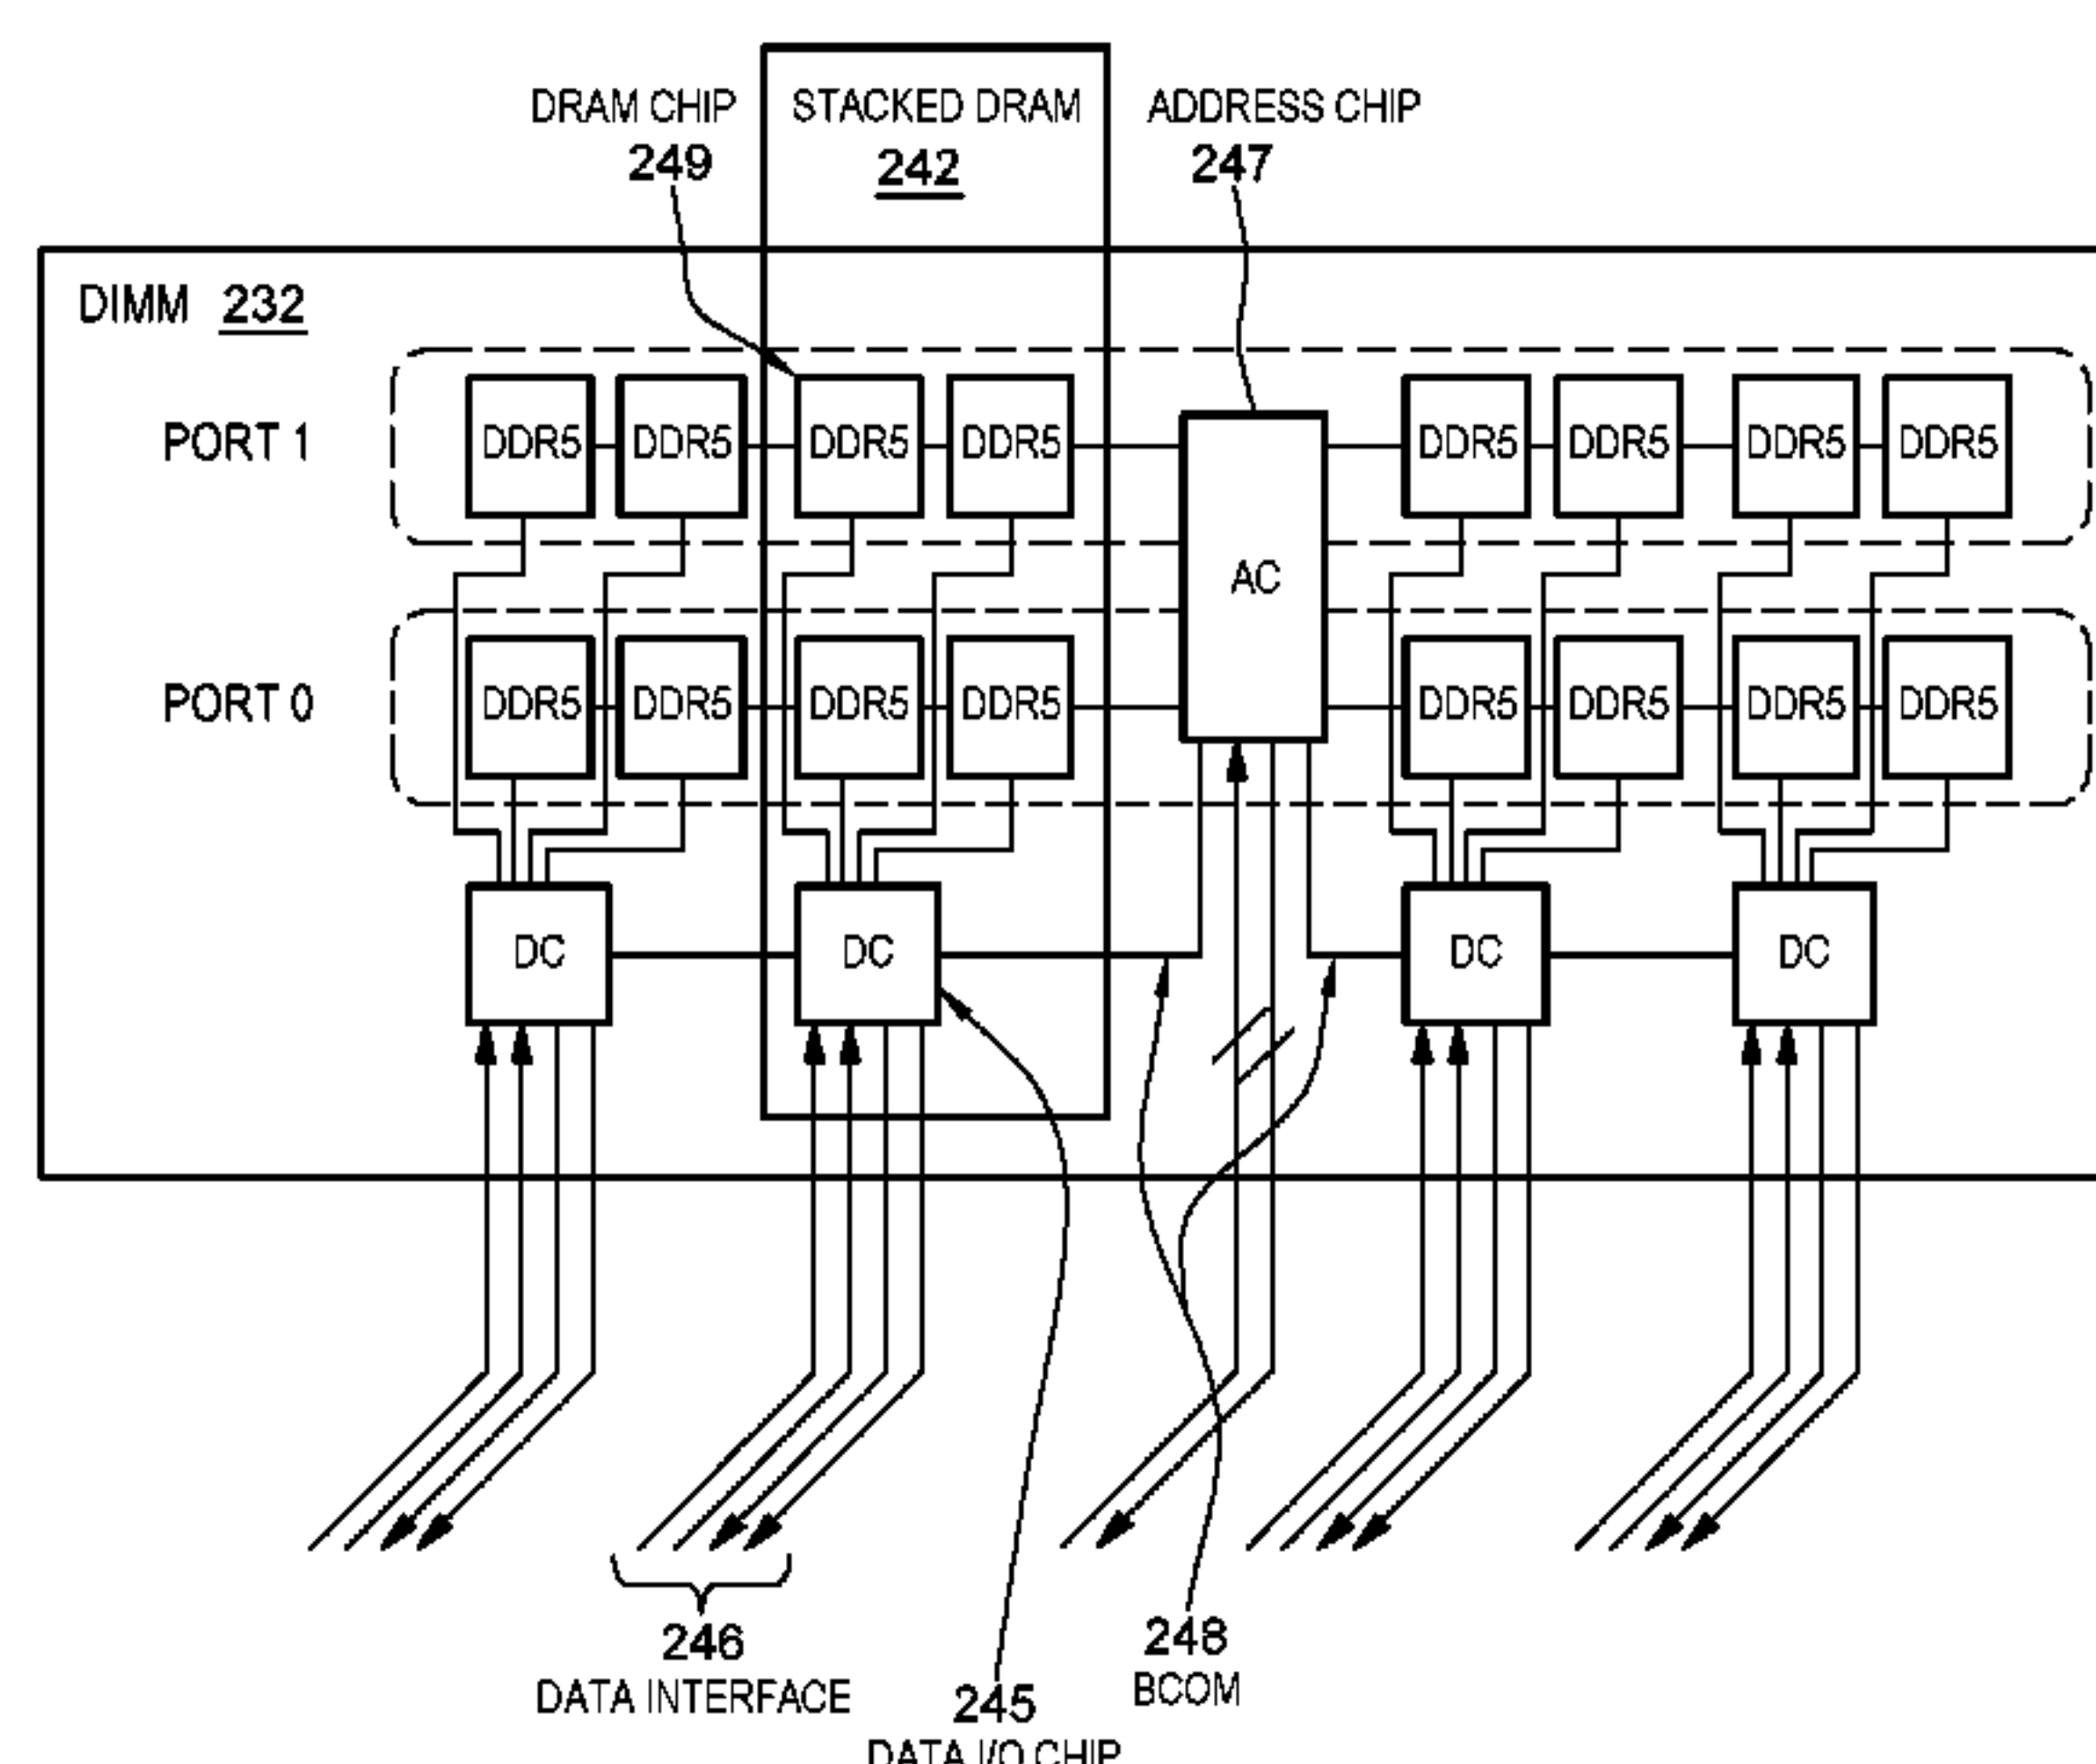 DRAM CHIP
249
STACKED DRAM
242
ADDRESS CHIP
247
DIMM 232
PORT 1
DDR5 DDR5 DDR5 DDR5 DDR5 DDR5 DDR5 DDR5
AC
PORT 0
DDR5 DDR5 DDR5 DDR5 DDR5 DDR5 DDR5 DDR5
DC DC DC DC
246
DATA INTERFACE
245
DATA I/O CHIP
248
BCOM